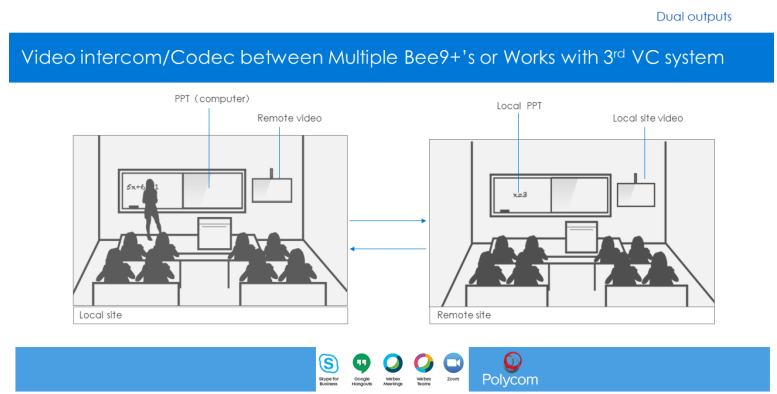 Dual outputs
Video intercom/Codec between Multiple Bee9+'s or Works with 3rd VC system
PPT（computer）
Remote video
Local PPT
Local site video
x=3
Local site
Remote site
Skype for
Business
Google
Hangouts
Webex
Meetings
Webex
Teams
Zoom
Polycom